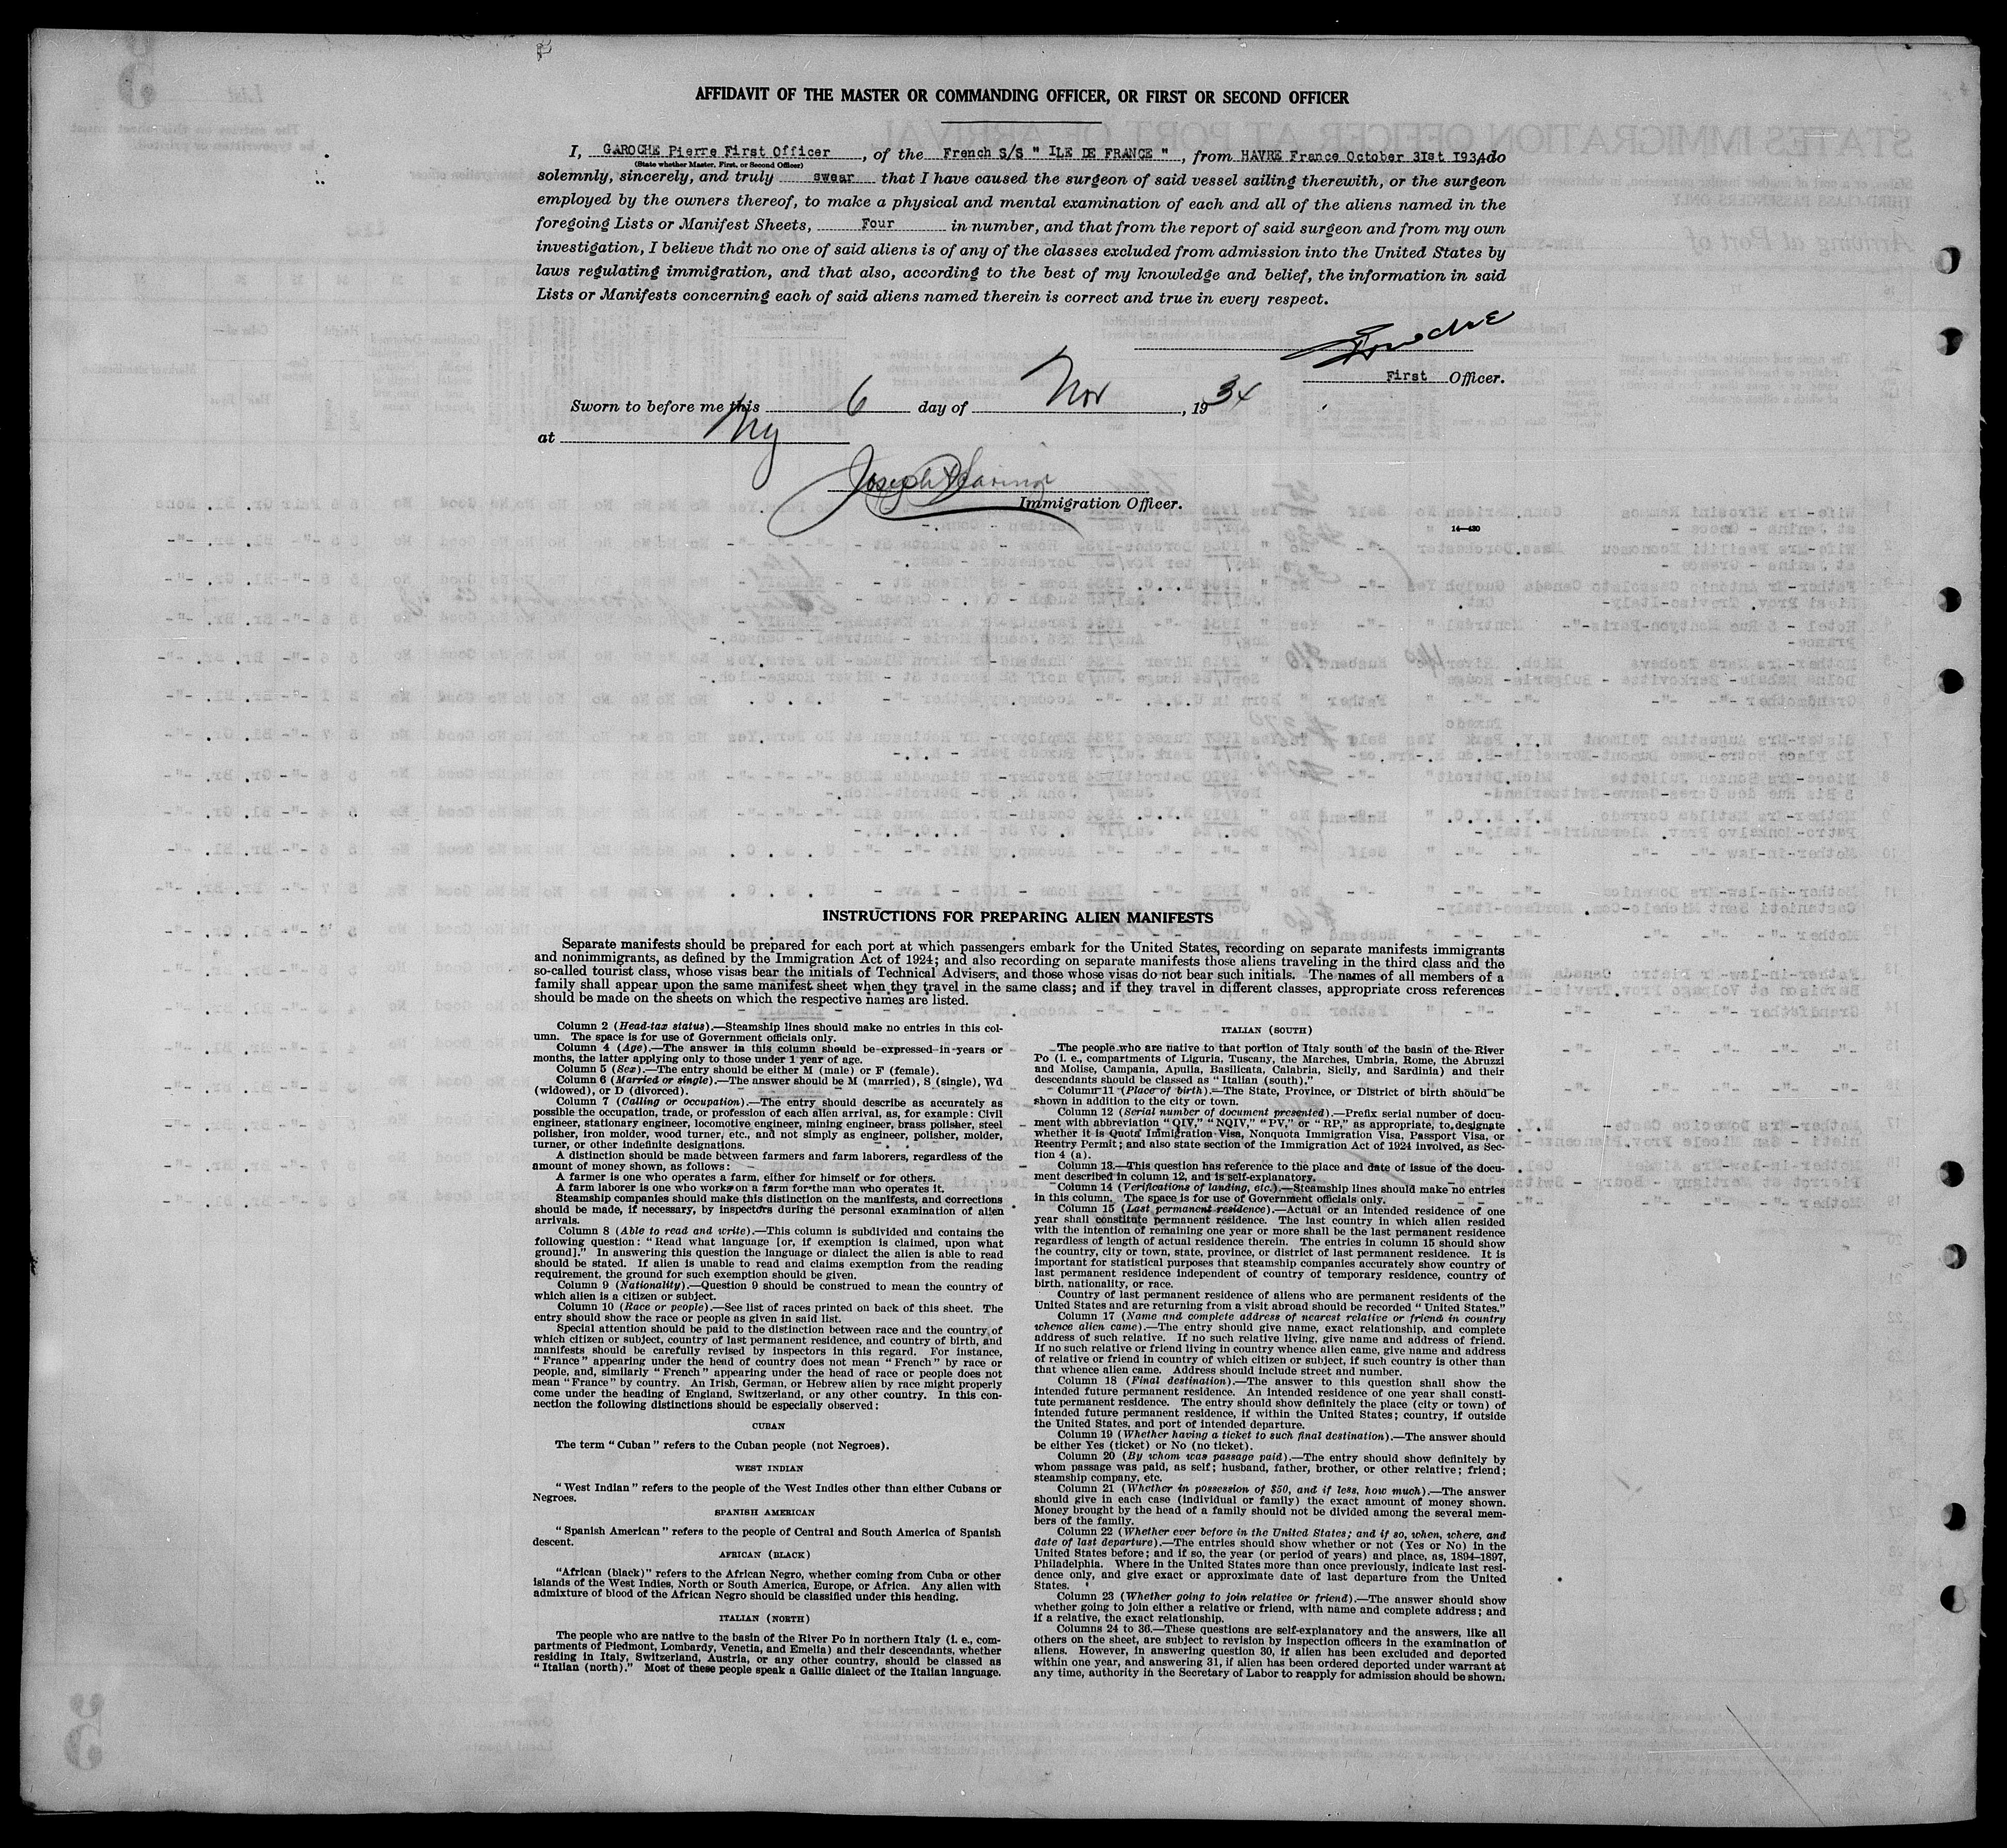 AFFIDAVIT OF THE MASTER OR COMMANDING OFFICER, OR FIRST OR SECOND OFFICER
I, GAROCHE Pierre First Officer, of the French S/S " ILE DE FRANCE ", from HAVRE France October 3Ist I934 do
(State whether Master, First, or Second Officer)
solemnly, sincerely, and truly swear that I have caused the surgeon of said vessel sailing therewith, or the surgeon
employed by the owners thereof, to make a physical and mental examination of each and all of the aliens named in the
foregoing Lists or Manifest Sheets, Four in number, and that from the report of said surgeon and from my own
investigation, I believe that no one of said aliens is of any of the classes excluded from admission into the United States by
laws regulating immigration, and that also, according to the best of my knowledge and belief, the information in said
Lists or Manifests concerning each of said aliens named therein is correct and true in every respect.
First Officer.
Sworn to before me this 6 day of Nov, 1934
at NY
Joseph
Immigration Officer.
14—430
INSTRUCTIONS FOR PREPARING ALIEN MANIFESTS
Separate manifests should be prepared for each port at which passengers embark for the United States, recording on separate manifests immigrants
and nonimmigrants, as defined by the Immigration Act of 1924; and also recording on separate manifests those aliens traveling in the third class and the
so-called tourist class, whose visas bear the initials of Technical Advisers, and those whose visas do not bear such initials. The names of all members of a
family shall appear upon the same manifest sheet when they travel in the same class; and if they travel in different classes, appropriate cross references
should be made on the sheets on which the respective names are listed.
Column 2 (Head-tax status).—Steamship lines should make no entries in this col-
umn. The space is for use of Government officials only.
Column 4 (Age).—The answer in this column should be expressed in years or
months, the latter applying only to those under 1 year of age.
Column 5 (Sex).—The entry should be either M (male) or F (female).
Column 6 (Married or single).—The answer should be M (married), S (single), Wd
(widowed), or D (divorced).
Column 7 (Calling or occupation).—The entry should describe as accurately as
possible the occupation, trade, or profession of each alien arrival, as, for example: Civil
engineer, stationary engineer, locomotive engineer, mining engineer, brass polisher, steel
polisher, iron molder, wood turner, etc., and not simply as engineer, polisher, molder,
turner, or other indefinite designations.
A distinction should be made between farmers and farm laborers, regardless of the
amount of money shown, as follows:
A farmer is one who operates a farm, either for himself or for others.
A farm laborer is one who works on a farm for the man who operates it.
Steamship companies should make this distinction on the manifests, and corrections
should be made, if necessary, by inspectors during the personal examination of alien
arrivals.
Column 8 (Able to read and write).—This column is subdivided and contains the
following question: "Read what language [or, if exemption is claimed, upon what
ground]." In answering this question the language or dialect the alien is able to read
should be stated. If alien is unable to read and claims exemption from the reading
requirement, the ground for such exemption should be given.
Column 9 (Nationality).—Question 9 should be construed to mean the country of
which alien is a citizen or subject.
Column 10 (Race or people).—See list of races printed on back of this sheet. The
entry should show the race or people as given in said list.
Special attention should be paid to the distinction between race and the country of
which citizen or subject, country of last permanent residence, and country of birth, and
manifests should be carefully revised by inspectors in this regard. For instance,
"France" appearing under the head of country does not mean "French" by race or
people, and, similarly "French" appearing under the head of race or people does not
mean "France" by country. An Irish, German, or Hebrew alien by race might properly
come under the heading of England, Switzerland, or any other country. In this con-
nection the following distinctions should be especially observed:
CUBAN
The term "Cuban" refers to the Cuban people (not Negroes).
WEST INDIAN
"West Indian" refers to the people of the West Indies other than either Cubans or
Negroes.
SPANISH AMERICAN
"Spanish American" refers to the people of Central and South America of Spanish
descent.
AFRICAN (BLACK)
"African (black)" refers to the African Negro, whether coming from Cuba or other
islands of the West Indies, North or South America, Europe, or Africa. Any alien with
admixture of blood of the African Negro should be classified under this heading.
ITALIAN (NORTH)
The people who are native to the basin of the River Po in northern Italy (i. e., com-
partments of Piedmont, Lombardy, Venetia, and Emelia) and their descendants, whether
residing in Italy, Switzerland, Austria, or any other country, should be classed as
"Italian (north)." Most of these people speak a Gallic dialect of the Italian language.
ITALIAN (SOUTH)
The people who are native to that portion of Italy south of the basin of the River
Po (i. e., compartments of Liguria, Tuscany, the Marches, Umbria, Rome, the Abruzzi
and Molise, Campania, Apulia, Basilicata, Calabria, Sicily, and Sardinia) and their
descendants should be classed as "Italian (south)."
Column 11 (Place of birth).—The State, Province, or District of birth should be
shown in addition to the city or town.
Column 12 (Serial number of document presented).—Prefix serial number of docu-
ment with abbreviation "QIV," "NQIV," "PV," or "RP," as appropriate, to designate
whether it is Quota Immigration Visa, Nonquota Immigration Visa, Passport Visa, or
Reentry Permit; and also state section of the Immigration Act of 1924 involved, as Sec-
tion 4 (a).
Column 13.—This question has reference to the place and date of issue of the docu-
ment described in column 12, and is self-explanatory.
Column 14 (Verifications of landing, etc.).—Steamship lines should make no entries
in this column. The space is for use of Government officials only.
Column 15 (Last permanent residence).—Actual or an intended residence of one
year shall constitute permanent residence. The last country in which alien resided
with the intention of remaining one year or more shall be the last permanent residence
regardless of length of actual residence therein. The entries in column 15 should show
the country, city or town, state, province, or district of last permanent residence. It is
important for statistical purposes that steamship companies accurately show country of
last permanent residence independent of country of temporary residence, country of
birth, nationality, or race.
Country of last permanent residence of aliens who are permanent residents of the
United States and are returning from a visit abroad should be recorded "United States."
Column 17 (Name and complete address of nearest relative or friend in country
whence alien came).—The entry should give name, exact relationship, and complete
address of such relative. If no such relative living, give name and address of friend.
If no such relative or friend living in country whence alien came, give name and address
of relative or friend in country of which citizen or subject, if such country is other than
that whence alien came. Address should include street and number.
Column 18 (Final destination).—The answer to this question shall show the
intended future permanent residence. An intended residence of one year shall consti-
tute permanent residence. The entry should show definitely the place (city or town) of
intended future permanent residence, if within the United States; country, if outside
the United States, and port of intended departure.
Column 19 (Whether having a ticket to such final destination).—The answer should
be either Yes (ticket) or No (no ticket).
Column 20 (By whom was passage paid).—The entry should show definitely by
whom passage was paid, as self; husband, father, brother, or other relative; friend;
steamship company, etc.
Column 21 (Whether in possession of $50, and if less, how much).—The answer
should give in each case (individual or family) the exact amount of money shown.
Money brought by the head of a family should not be divided among the several mem-
bers of the family.
Column 22 (Whether ever before in the United States; and if so, when, where, and
date of last departure).—The entries should show whether or not (Yes or No) in the
United States before; and if so, the year (or period of years) and place, as, 1894–1897,
Philadelphia. Where in the United States more than once previously, indicate last resi-
dence only, and give exact or approximate date of last departure from the United
States.
Column 23 (Whether going to join relative or friend).—The answer should show
whether going to join either a relative or friend, with name and complete address; and
if a relative, the exact relationship.
Columns 24 to 36.—These questions are self-explanatory and the answers, like all
others on the sheet, are subject to revision by inspection officers in the examination of
aliens. However, in answering question 30, if alien has been excluded and deported
within one year, and answering 31, if alien has been ordered deported under warrant at
any time, authority in the Secretary of Labor to reapply for admission should be shown.